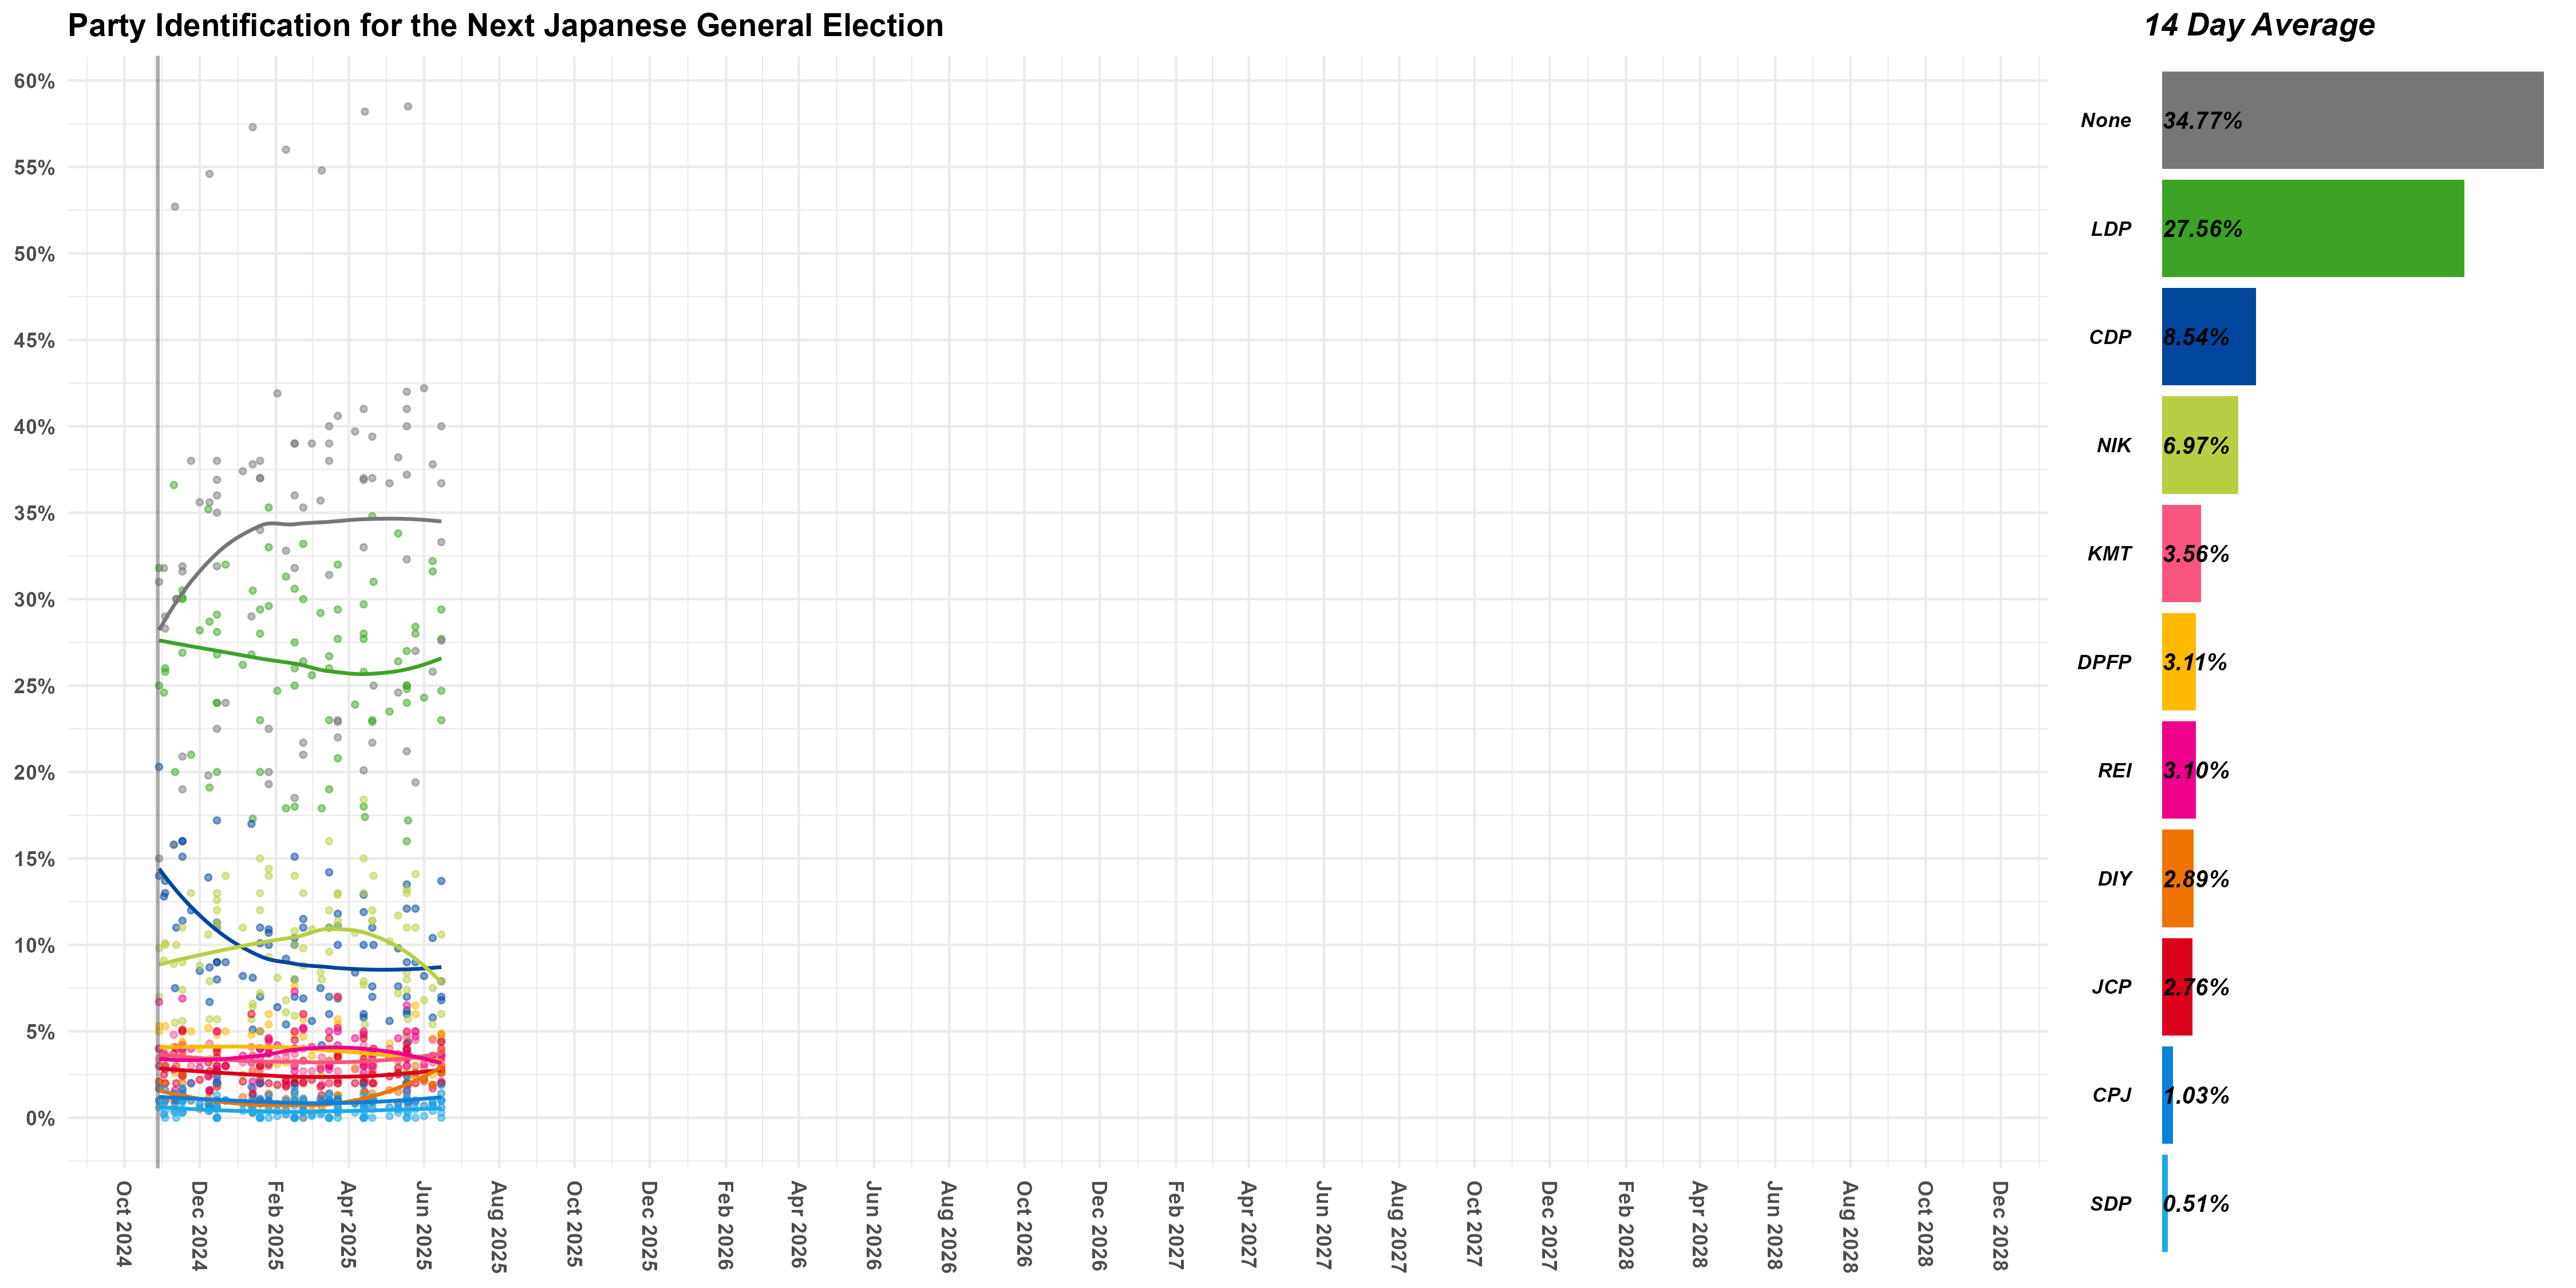 Party Identification for the Next Japanese General Election
14 Day Average
60%
55%
50%
45%
40%
35%
30%
25%
20%
15%
10%
5%
0%
Oct 2024
Dec 2024
Feb 2025
Apr 2025
Jun 2025
Aug 2025
Oct 2025
Dec 2025
Feb 2026
Apr 2026
Jun 2026
Aug 2026
Oct 2026
Dec 2026
Feb 2027
Apr 2027
Jun 2027
Aug 2027
Oct 2027
Dec 2027
Feb 2028
Apr 2028
Jun 2028
Aug 2028
Oct 2028
Dec 2028
None 34.77%
LDP 27.56%
CDP 8.54%
NIK 6.97%
KMT 3.56%
DPFP 3.11%
REI 3.10%
DIY 2.89%
JCP 2.76%
CPJ 1.03%
SDP 0.51%